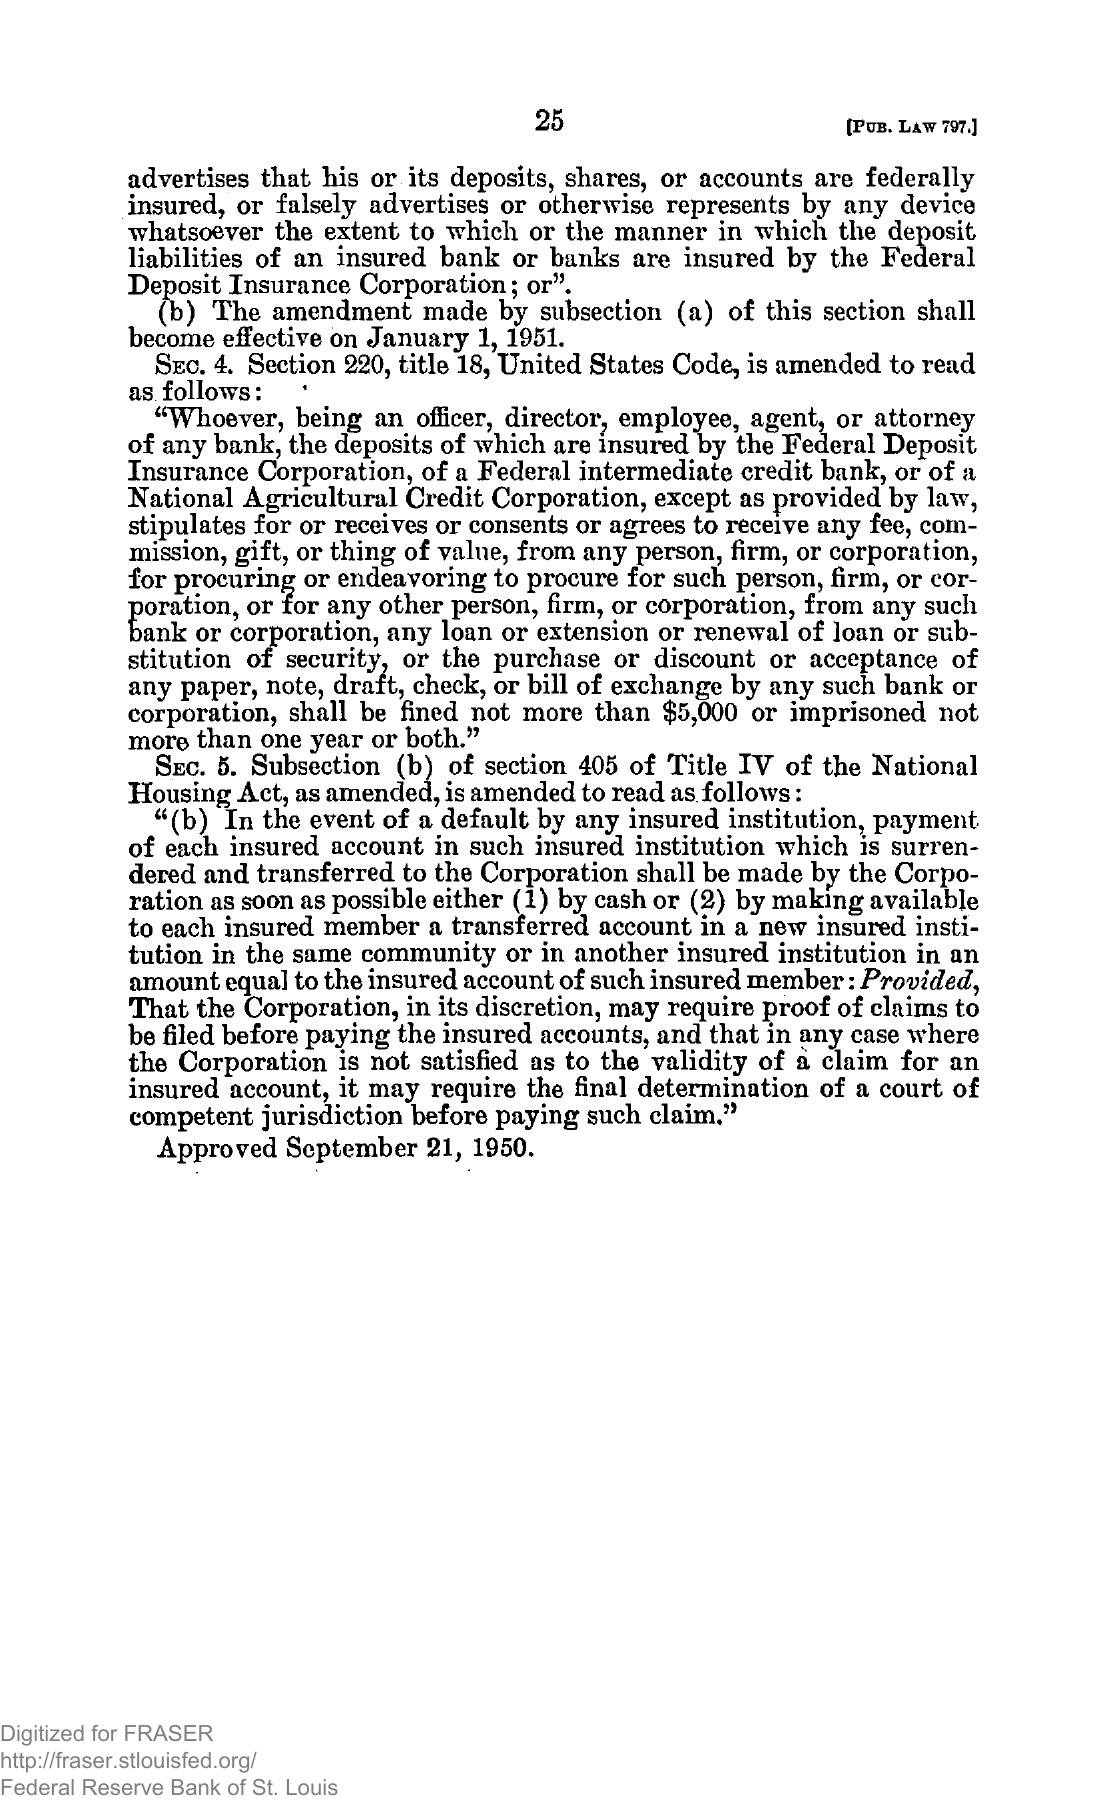 25
[PUB. LAW 797.]
advertises that his or its deposits, shares, or accounts are federally
insured, or falsely advertises or otherwise represents by any device
whatsoever the extent to which or the manner in which the deposit
liabilities of an insured bank or banks are insured by the Federal
Deposit Insurance Corporation; or”.
(b) The amendment made by subsection (a) of this section shall
become effective on January 1, 1951.
SEC. 4. Section 220, title 18, United States Code, is amended to read
as follows:
“Whoever, being an officer, director, employee, agent, or attorney
of any bank, the deposits of which are insured by the Federal Deposit
Insurance Corporation, of a Federal intermediate credit bank, or of a
National Agricultural Credit Corporation, except as provided by law,
stipulates for or receives or consents or agrees to receive any fee, com-
mission, gift, or thing of value, from any person, firm, or corporation,
for procuring or endeavoring to procure for such person, firm, or cor-
poration, or for any other person, firm, or corporation, from any such
bank or corporation, any loan or extension or renewal of loan or sub-
stitution of security, or the purchase or discount or acceptance of
any paper, note, draft, check, or bill of exchange by any such bank or
corporation, shall be fined not more than $5,000 or imprisoned not
more than one year or both.”
SEC. 5. Subsection (b) of section 405 of Title IV of the National
Housing Act, as amended, is amended to read as follows:
“(b) In the event of a default by any insured institution, payment
of each insured account in such insured institution which is surren-
dered and transferred to the Corporation shall be made by the Corpo-
ration as soon as possible either (1) by cash or (2) by making available
to each insured member a transferred account in a new insured insti-
tution in the same community or in another insured institution in an
amount equal to the insured account of such insured member: Provided,
That the Corporation, in its discretion, may require proof of claims to
be filed before paying the insured accounts, and that in any case where
the Corporation is not satisfied as to the validity of a claim for an
insured account, it may require the final determination of a court of
competent jurisdiction before paying such claim.”
Approved September 21, 1950.
Digitized for FRASER
http://fraser.stlouisfed.org/
Federal Reserve Bank of St. Louis